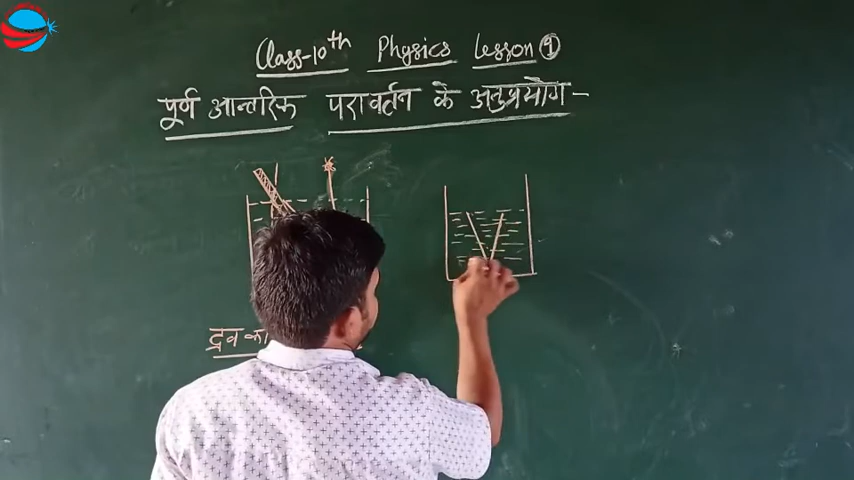 Class-10th Physics Lesson ①
पूर्ण आन्तरिक परावर्तन के अनुप्रयोग –
द्रव का